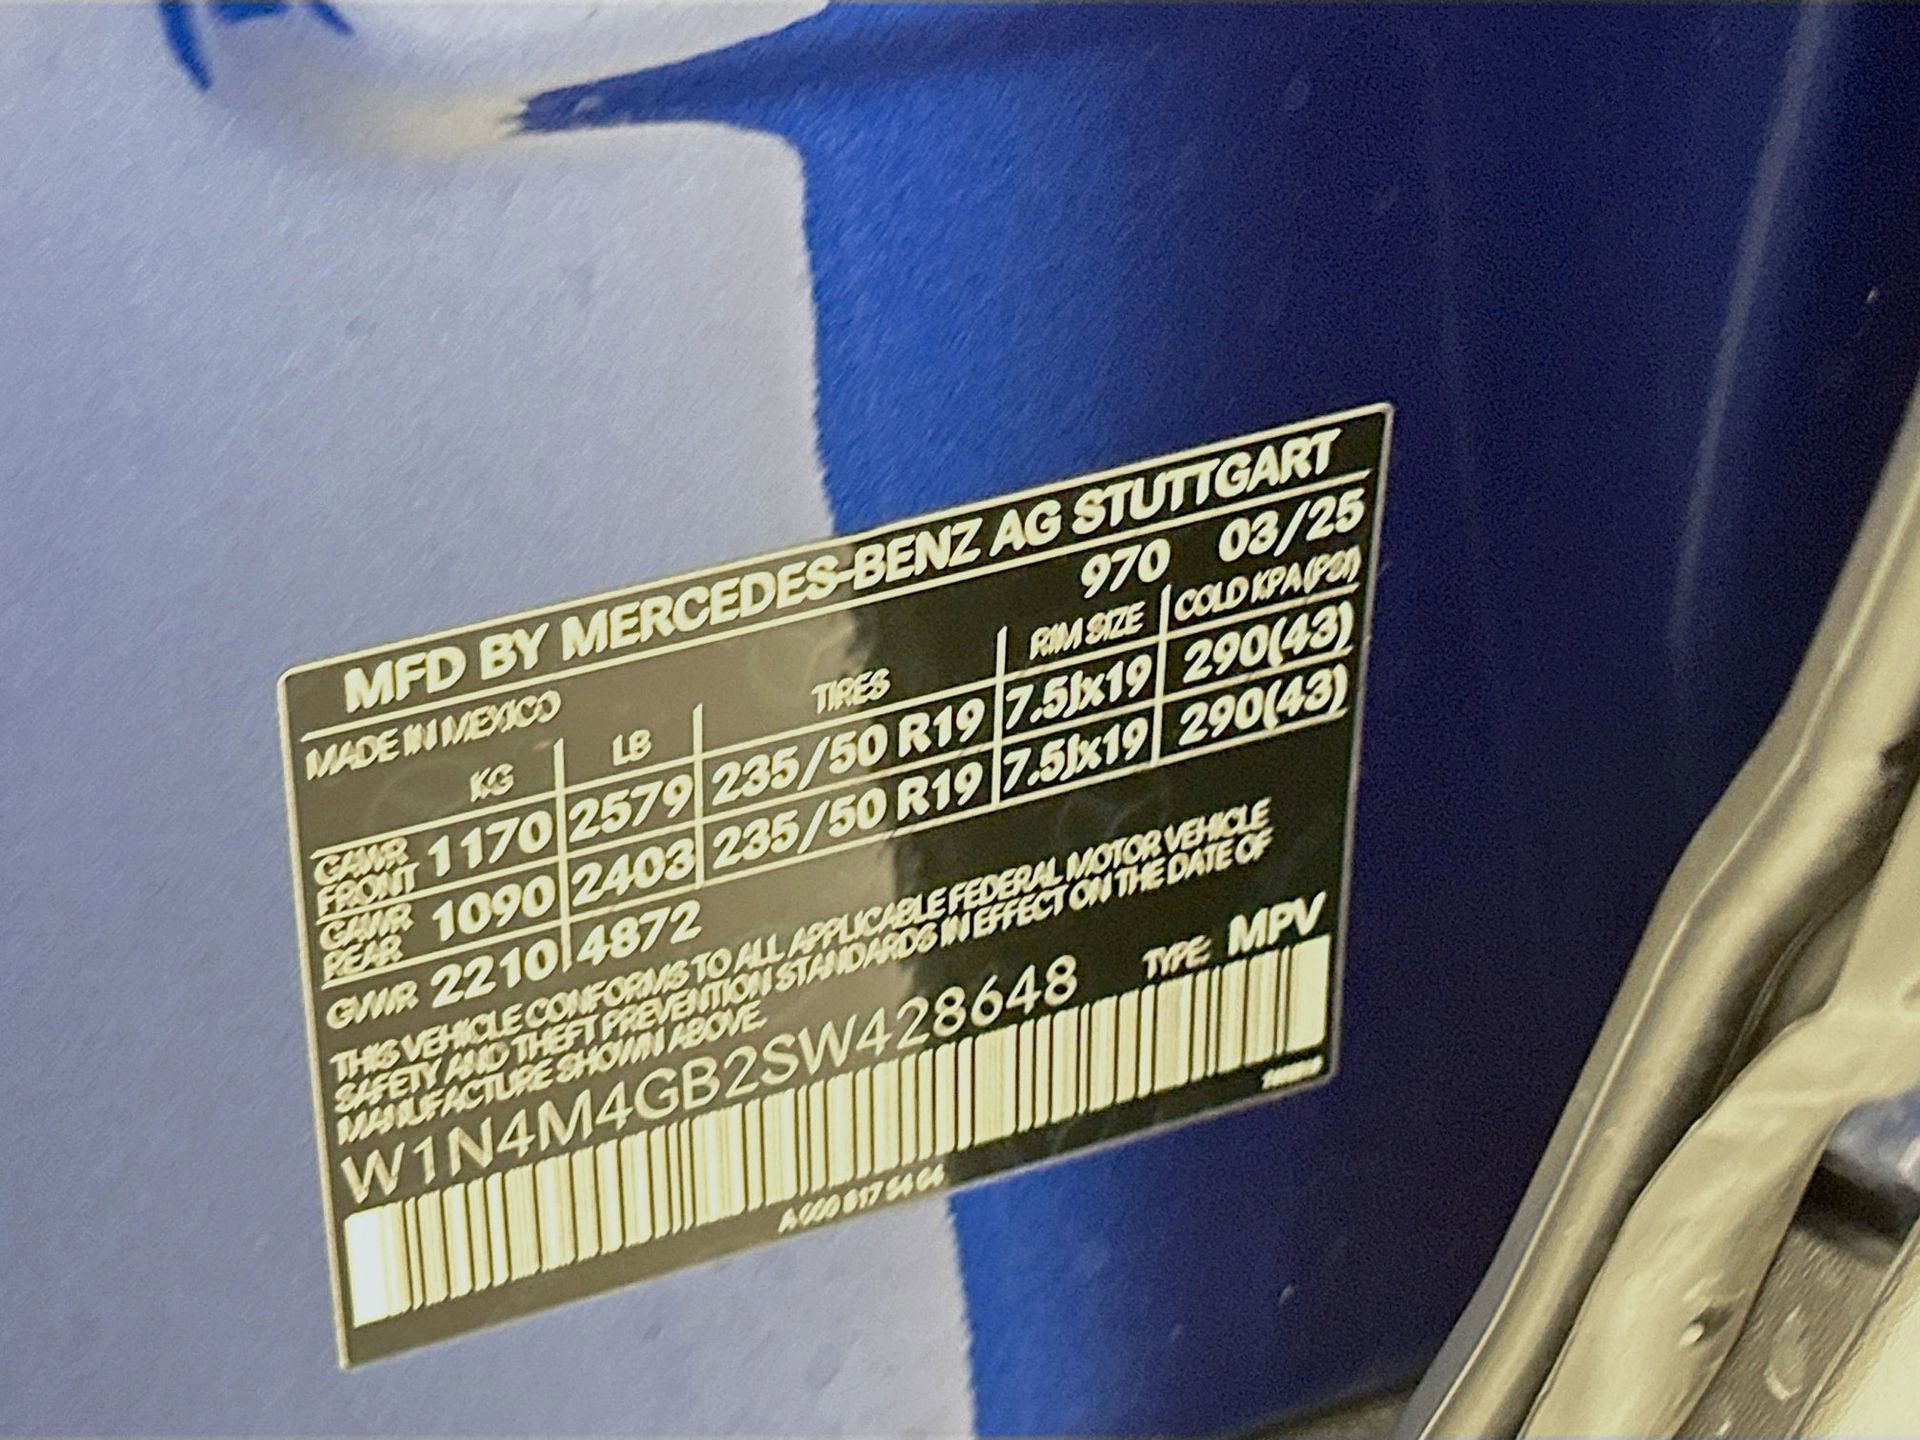 MFD BY MERCEDES-BENZ AG STUTTGART
MADE IN MEXICO 970 03/25
KG LB TIRES RIM SIZE COLD KPA(PSI)
GAWR FRONT 1170 2579 235/50 R19 7.5Jx19 290(43)
GAWR REAR 1090 2403 235/50 R19 7.5Jx19 290(43)
GVWR 2210 4872
THIS VEHICLE CONFORMS TO ALL APPLICABLE FEDERAL MOTOR VEHICLE
SAFETY AND THEFT PREVENTION STANDARDS IN EFFECT ON THE DATE OF
MANUFACTURE SHOWN ABOVE.
W1N4M4GB2SW428648 TYPE: MPV